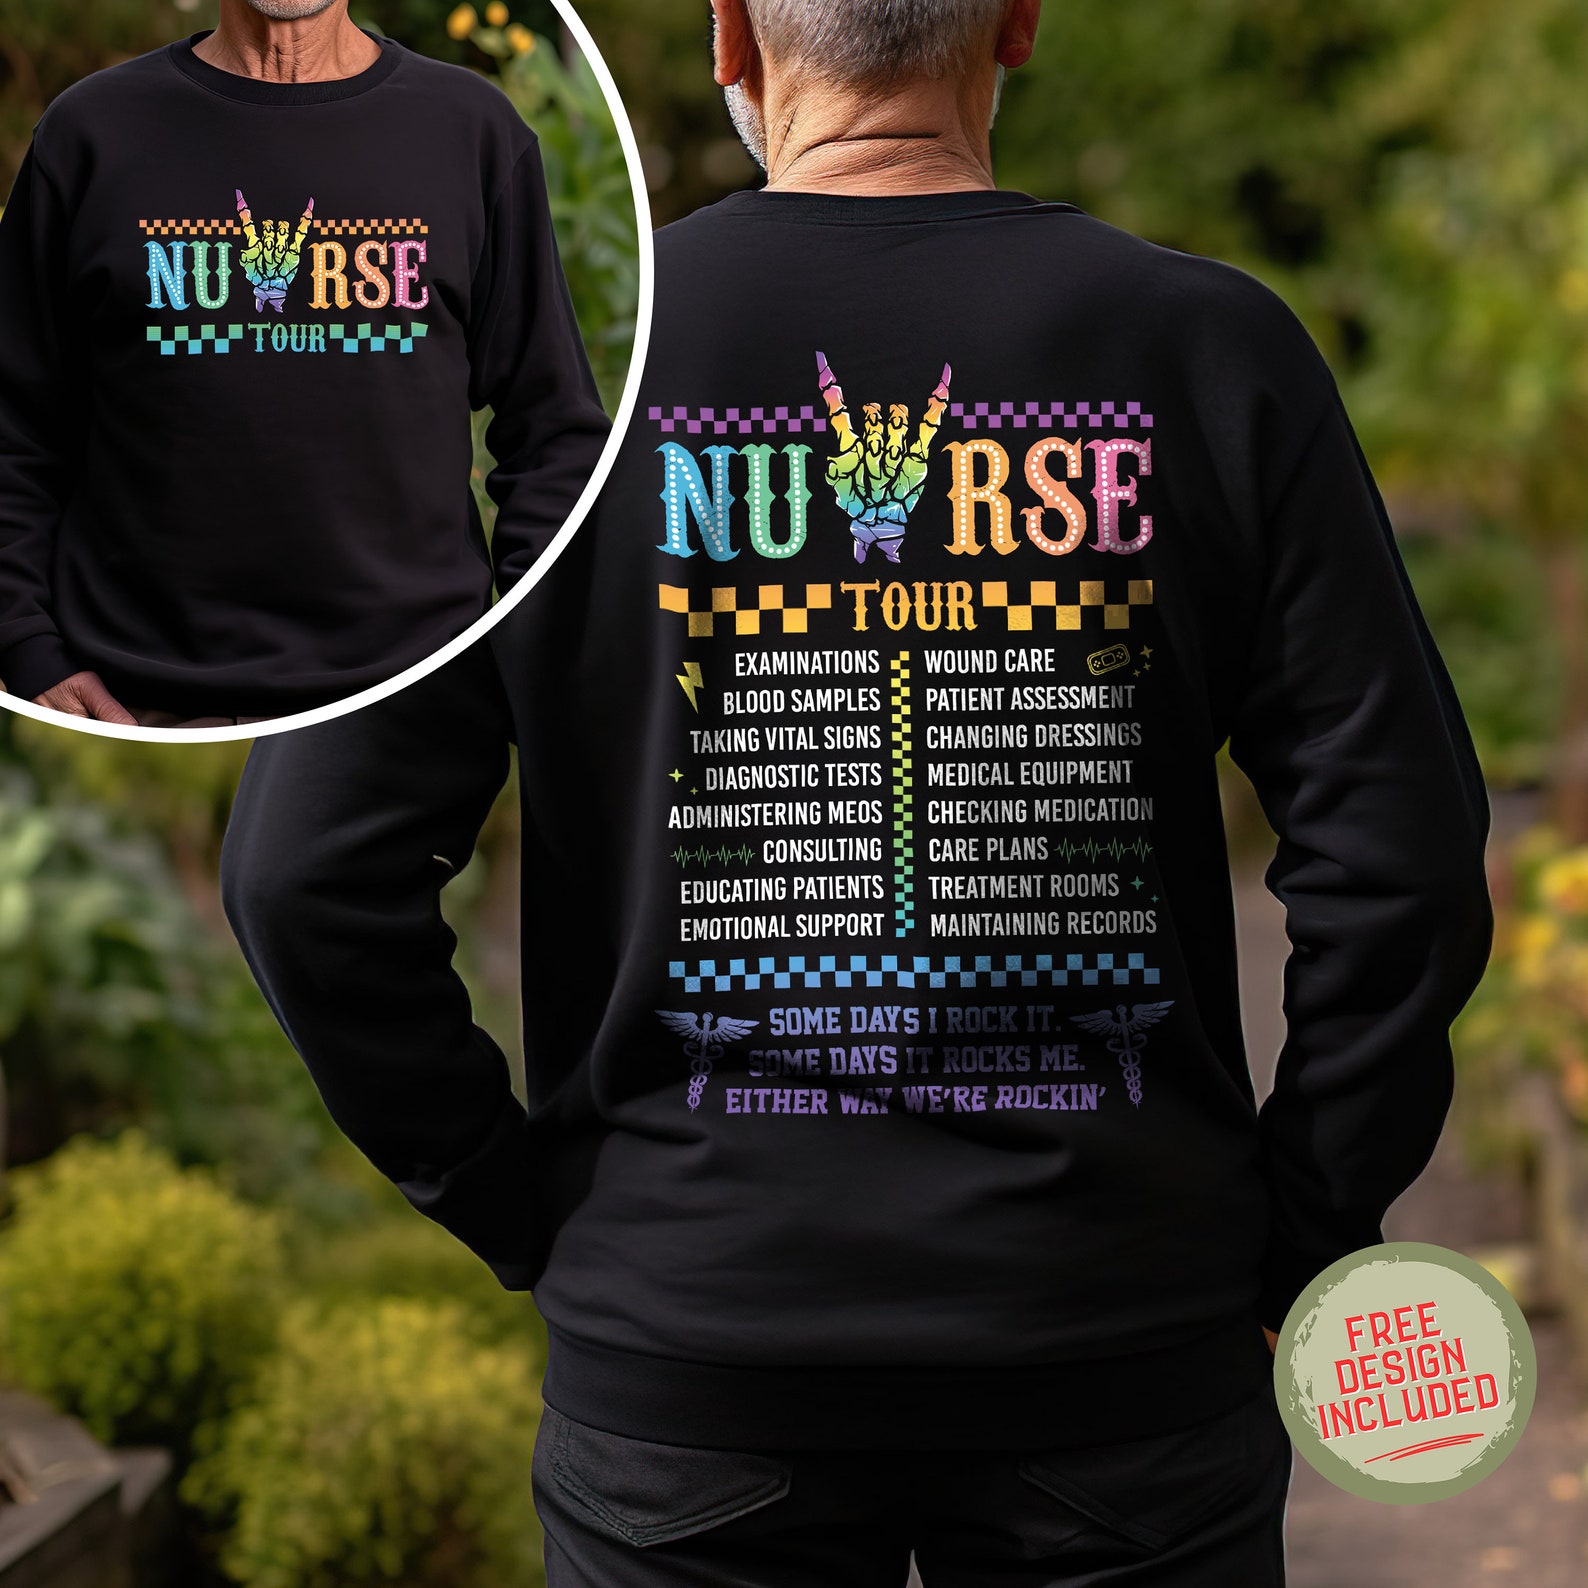 NURSE
TOUR
NURSE
TOUR
EXAMINATIONS
BLOOD SAMPLES
TAKING VITAL SIGNS
DIAGNOSTIC TESTS
ADMINISTERING MEOS
CONSULTING
EDUCATING PATIENTS
EMOTIONAL SUPPORT
WOUND CARE
PATIENT ASSESSMENT
CHANGING DRESSINGS
MEDICAL EQUIPMENT
CHECKING MEDICATION
CARE PLANS
TREATMENT ROOMS
MAINTAINING RECORDS
SOME DAYS I ROCK IT.
SOME DAYS IT ROCKS ME.
EITHER WAY WE'RE ROCKIN'
FREE
DESIGN
INCLUDED